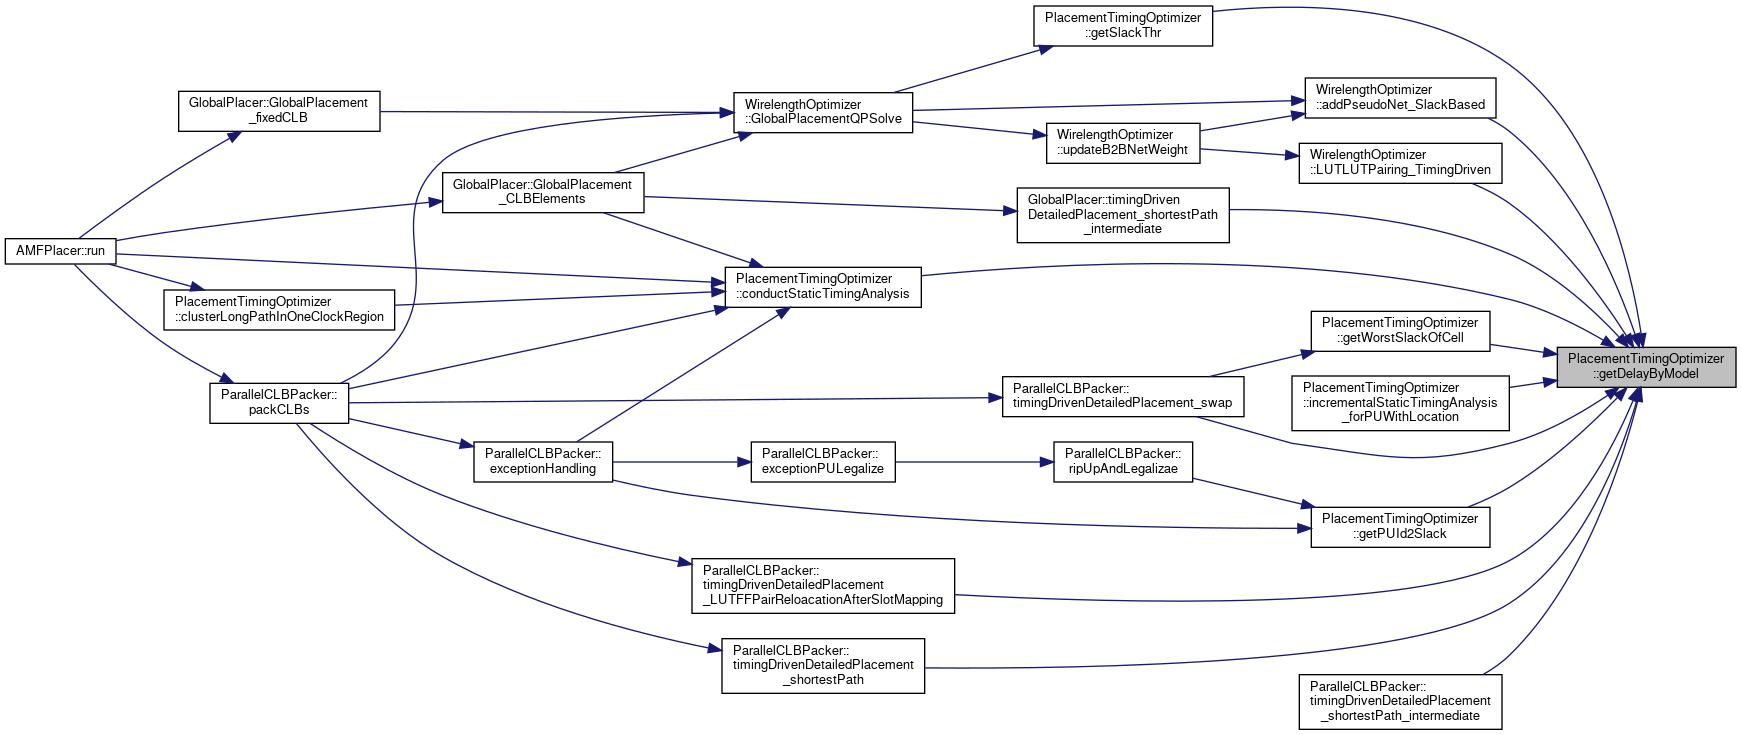 PlacementTimingOptimizer
::getSlackThr
GlobalPlacer::GlobalPlacement
_fixedCLB
WirelengthOptimizer
::GlobalPlacementQPSolve
WirelengthOptimizer
::addPseudoNet_SlackBased
WirelengthOptimizer
::updateB2BNetWeight
WirelengthOptimizer
::LUTLUTPairing_TimingDriven
GlobalPlacer::GlobalPlacement
_CLBElements
GlobalPlacer::timingDriven
DetailedPlacement_shortestPath
_intermediate
AMFPlacer::run
PlacementTimingOptimizer
::conductStaticTimingAnalysis
PlacementTimingOptimizer
::clusterLongPathInOneClockRegion
PlacementTimingOptimizer
::getWorstSlackOfCell
PlacementTimingOptimizer
::getDelayByModel
ParallelCLBPacker::
packCLBs
ParallelCLBPacker::
timingDrivenDetailedPlacement_swap
PlacementTimingOptimizer
::incrementalStaticTimingAnalysis
_forPUWithLocation
ParallelCLBPacker::
exceptionHandling
ParallelCLBPacker::
exceptionPULegalize
ParallelCLBPacker::
ripUpAndLegalizae
PlacementTimingOptimizer
::getPUId2Slack
ParallelCLBPacker::
timingDrivenDetailedPlacement
_LUTFFPairReloacationAfterSlotMapping
ParallelCLBPacker::
timingDrivenDetailedPlacement
_shortestPath
ParallelCLBPacker::
timingDrivenDetailedPlacement
_shortestPath_intermediate